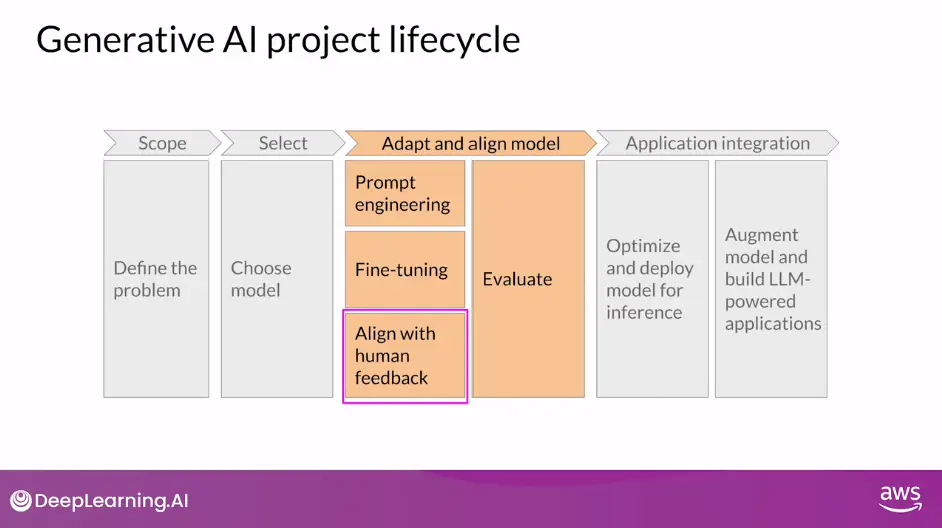 Generative AI project lifecycle
Scope
Select
Adapt and align model
Application integration
Define the
problem
Choose
model
Prompt
engineering
Fine-tuning
Align with
human
feedback
Evaluate
Optimize
and deploy
model for
inference
Augment
model and
build LLM-
powered
applications
DeepLearning.AI
aws